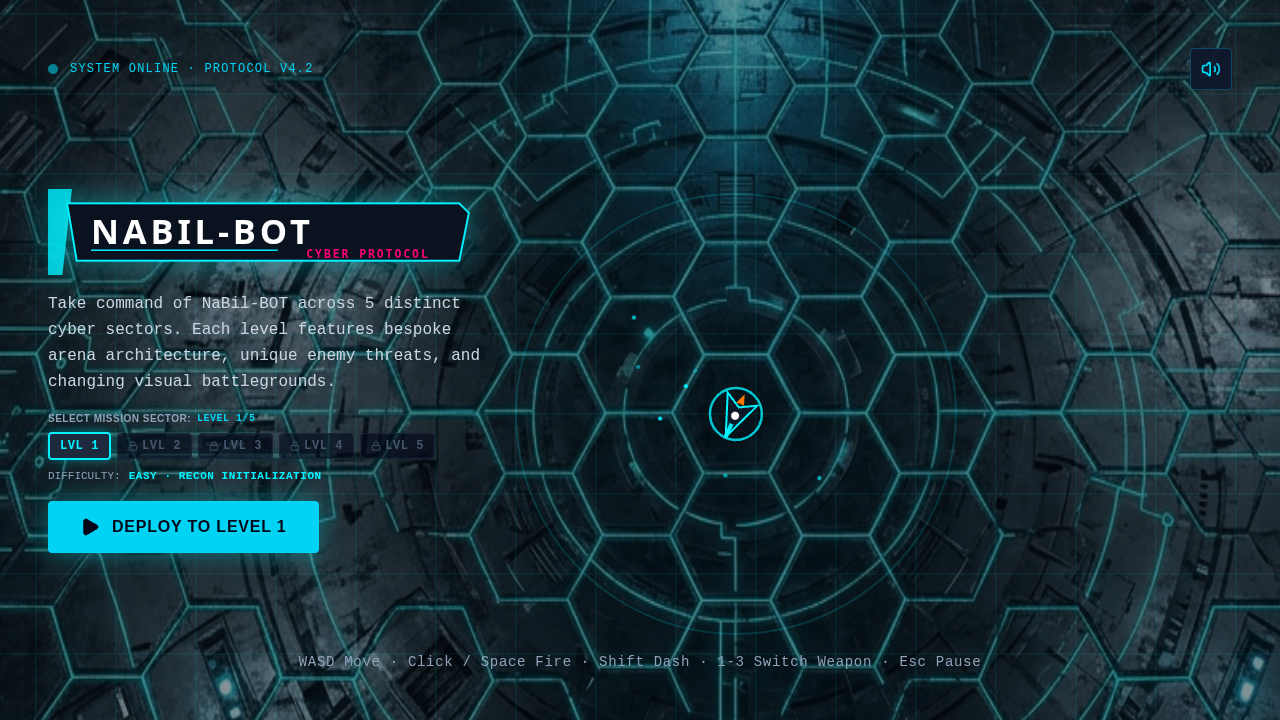 SYSTEM ONLINE · PROTOCOL V4.2
NABIL-BOT
CYBER PROTOCOL
Take command of NaBil-BOT across 5 distinct
cyber sectors. Each level features bespoke
arena architecture, unique enemy threats, and
changing visual battlegrounds.
SELECT MISSION SECTOR: LEVEL 1/5
LVL 1 LVL 2 LVL 3 LVL 4 LVL 5
DIFFICULTY: EASY · RECON INITIALIZATION
DEPLOY TO LEVEL 1
WASD Move · Click / Space Fire · Shift Dash · 1-3 Switch Weapon · Esc Pause